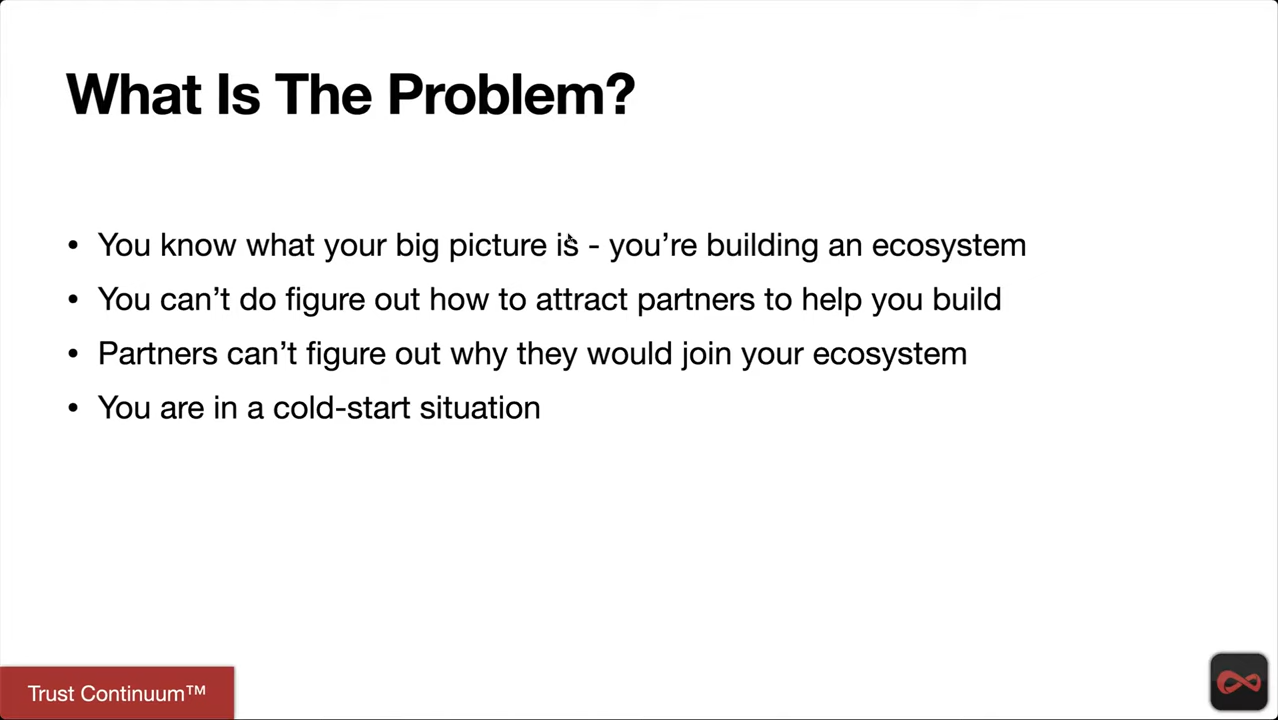 What Is The Problem?
• You know what your big picture is - you’re building an ecosystem
• You can’t do figure out how to attract partners to help you build
• Partners can’t figure out why they would join your ecosystem
• You are in a cold-start situation
Trust Continuum™